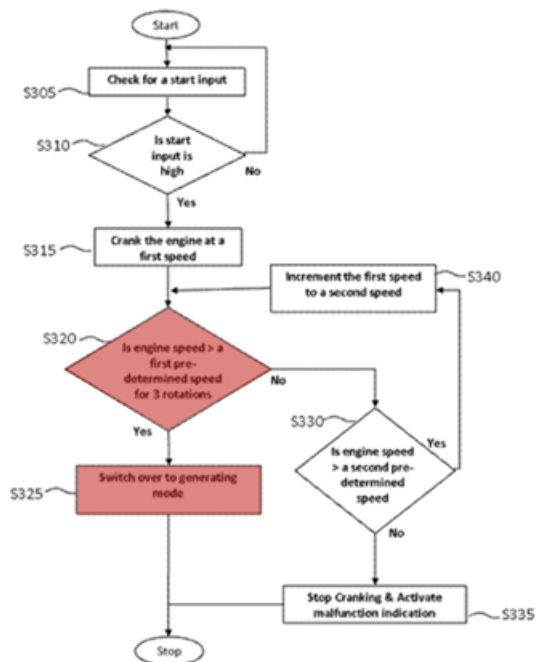 Start
Check for a start input
S305
S310
Is start
input is
high
No
Yes
S315
Crank the engine at a
first speed
Increment the first speed
to a second speed
S340
S320
Is engine speed > a
first pre-
determined speed
for 3 rotations
No
Yes
S330
Yes
Is engine speed
> a second pre-
determined
speed
S325
Switch over to generating
mode
No
Stop Cranking & Activate
malfunction indication
S335
Stop